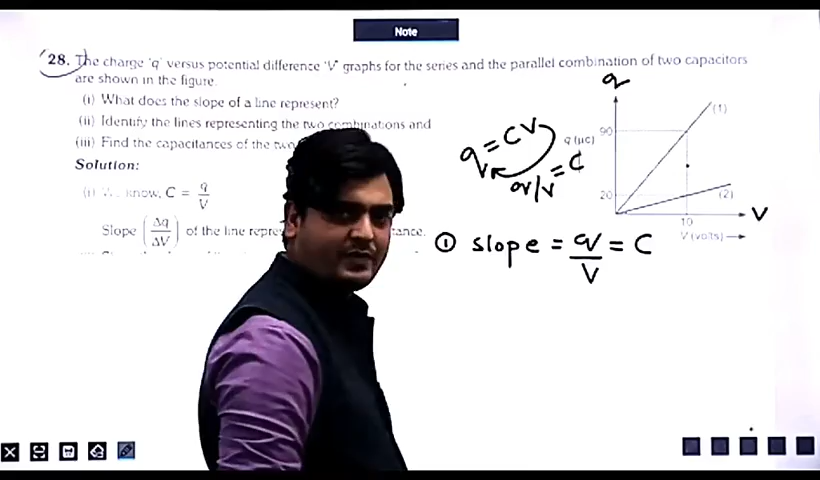 Note
28. The charge 'q' versus potential difference 'V' graphs for the series and the parallel combination of two capacitors
are shown in the figure.
(i) What does the slope of a line represent?
(ii) Identify the lines representing the two combinations and
(iii) Find the capacitances of the two
Solution:
(i) know, C = q/V
Slope (Δq/ΔV) of the line
q = CV
q/V = C
q
q (μc)
90
20
(1)
(2)
10
V
V (volts)
① slope = q/V = C